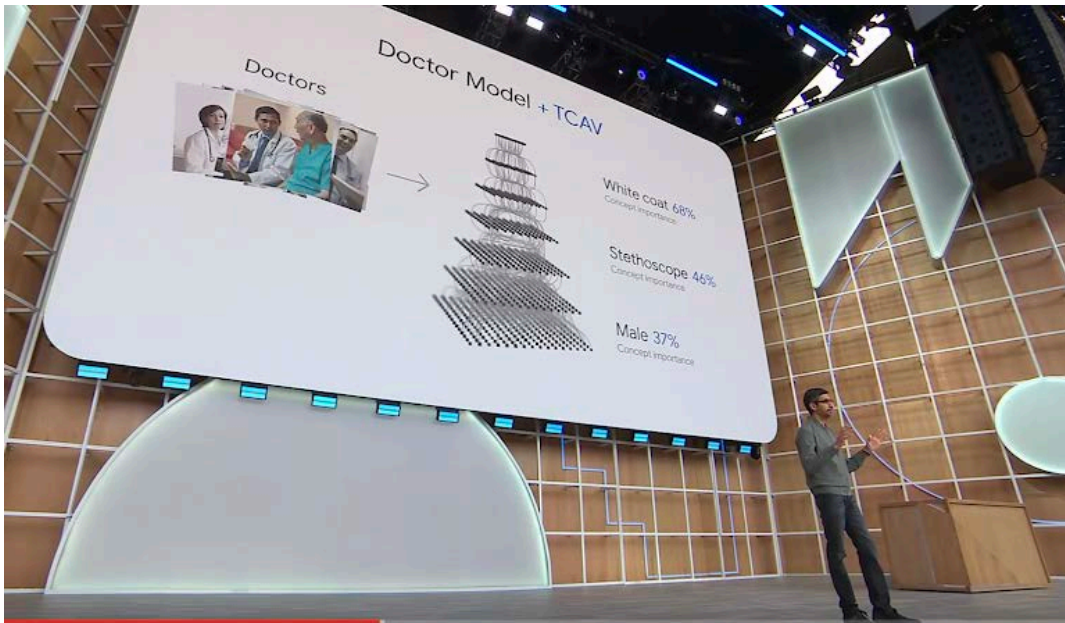 Doctor Model + TCAV
Doctors
White coat 68%
Concept importance
Stethoscope 46%
Concept importance
Male 37%
Concept importance